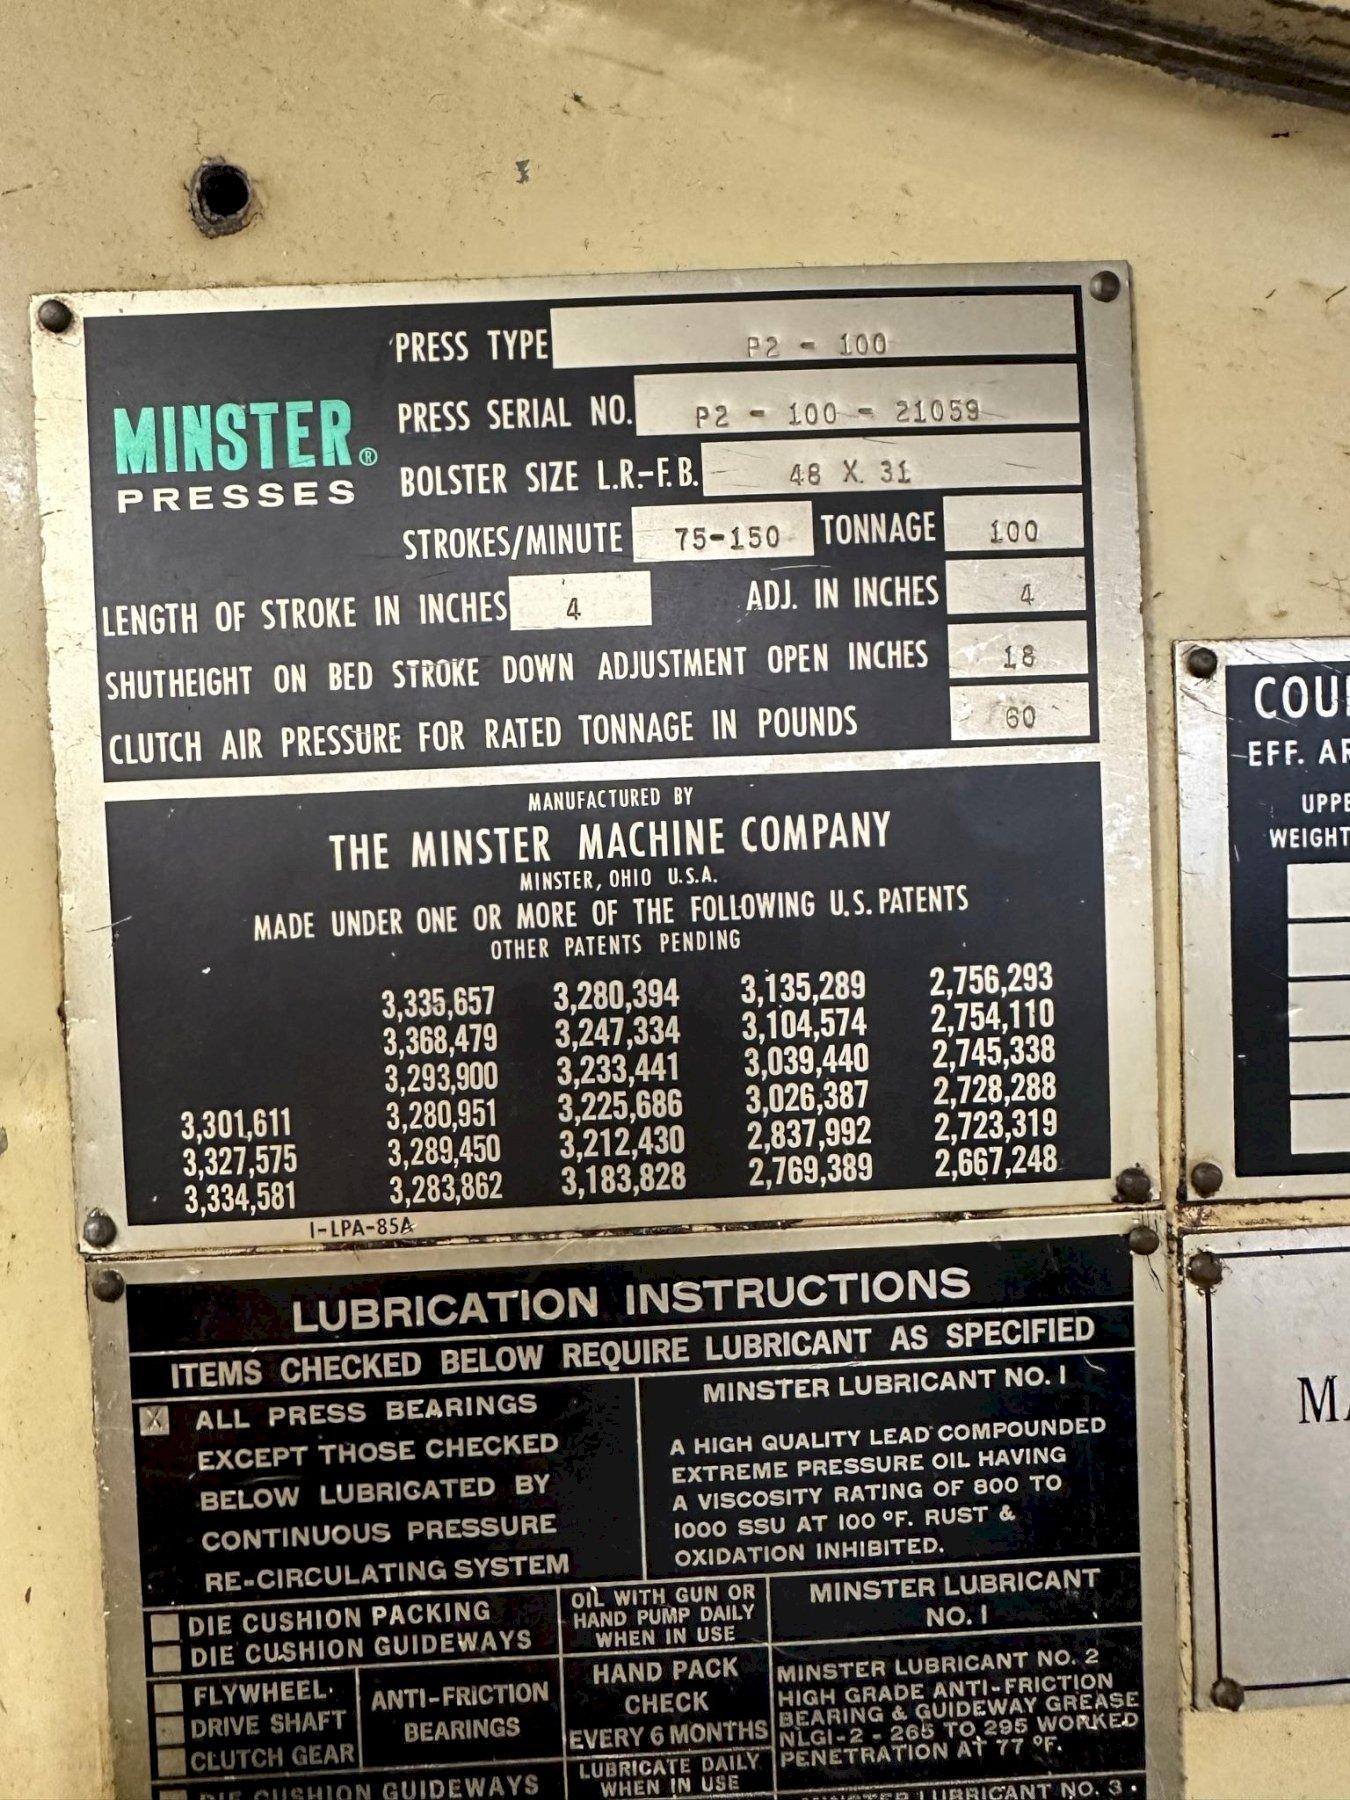 MINSTER®
PRESSES
PRESS TYPE P2 - 100
PRESS SERIAL NO. P2 - 100 - 21059
BOLSTER SIZE L.R.-F.B. 48 X 31
STROKES/MINUTE 75-150 TONNAGE 100
LENGTH OF STROKE IN INCHES 4 ADJ. IN INCHES 4
SHUTHEIGHT ON BED STROKE DOWN ADJUSTMENT OPEN INCHES 18
CLUTCH AIR PRESSURE FOR RATED TONNAGE IN POUNDS 60
MANUFACTURED BY
THE MINSTER MACHINE COMPANY
MINSTER, OHIO U.S.A.
MADE UNDER ONE OR MORE OF THE FOLLOWING U.S. PATENTS
OTHER PATENTS PENDING
3,335,657 3,280,394 3,135,289 2,756,293
3,368,479 3,247,334 3,104,574 2,754,110
3,293,900 3,233,441 3,039,440 2,745,338
3,301,611 3,280,951 3,225,686 3,026,387 2,728,288
3,327,575 3,289,450 3,212,430 2,837,992 2,723,319
3,334,581 3,283,862 3,183,828 2,769,389 2,667,248
I-LPA-85A
LUBRICATION INSTRUCTIONS
ITEMS CHECKED BELOW REQUIRE LUBRICANT AS SPECIFIED
X ALL PRESS BEARINGS
EXCEPT THOSE CHECKED
BELOW LUBRICATED BY
CONTINUOUS PRESSURE
RE-CIRCULATING SYSTEM
MINSTER LUBRICANT NO. 1
A HIGH QUALITY LEAD COMPOUNDED
EXTREME PRESSURE OIL HAVING
A VISCOSITY RATING OF 800 TO
1000 SSU AT 100 °F. RUST &
OXIDATION INHIBITED.
DIE CUSHION PACKING
DIE CUSHION GUIDEWAYS
OIL WITH GUN OR
HAND PUMP DAILY
WHEN IN USE
MINSTER LUBRICANT
NO. 1
FLYWHEEL
DRIVE SHAFT
CLUTCH GEAR
ANTI-FRICTION
BEARINGS
HAND PACK
CHECK
EVERY 6 MONTHS
MINSTER LUBRICANT NO. 2
HIGH GRADE ANTI-FRICTION
BEARING & GUIDEWAY GREASE
NLGI-2 - 265 TO 295 WORKED
PENETRATION AT 77 °F.
DIE CUSHION GUIDEWAYS
LUBRICATE DAILY
WHEN IN USE
MINSTER LUBRICANT NO. 3
EFF.
WEIGHT